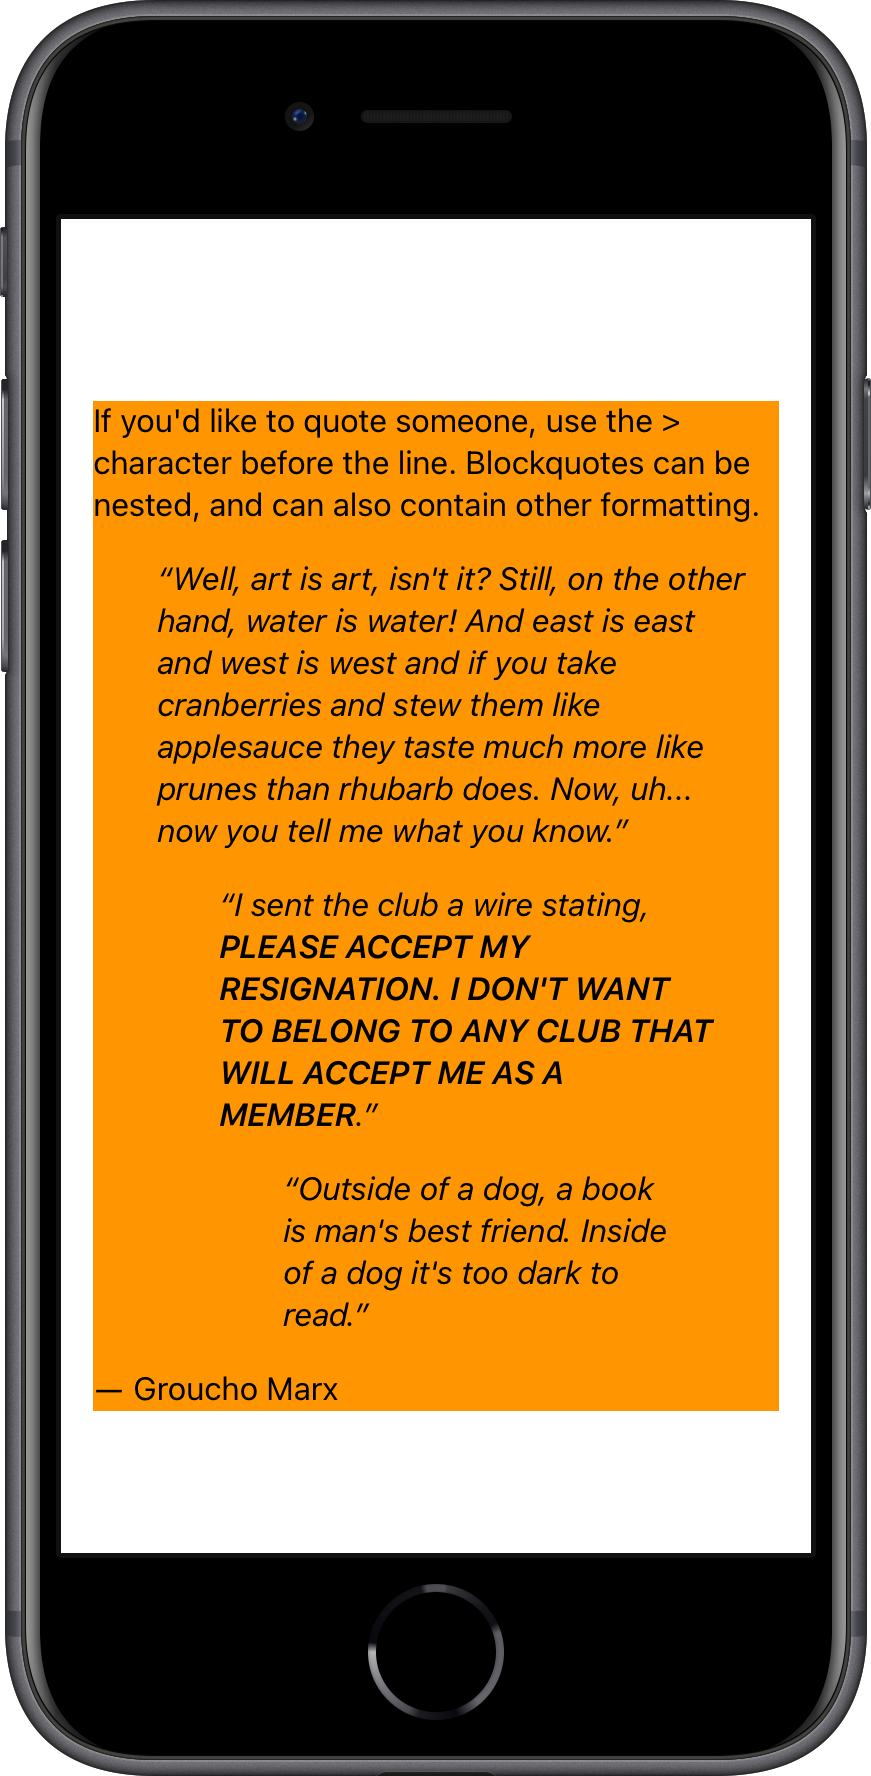 If you'd like to quote someone, use the >
character before the line. Blockquotes can be
nested, and can also contain other formatting.
“Well, art is art, isn't it? Still, on the other
hand, water is water! And east is east
and west is west and if you take
cranberries and stew them like
applesauce they taste much more like
prunes than rhubarb does. Now, uh...
now you tell me what you know.”
“I sent the club a wire stating,
PLEASE ACCEPT MY
RESIGNATION. I DON'T WANT
TO BELONG TO ANY CLUB THAT
WILL ACCEPT ME AS A
MEMBER.”
“Outside of a dog, a book
is man's best friend. Inside
of a dog it's too dark to
read.”
— Groucho Marx